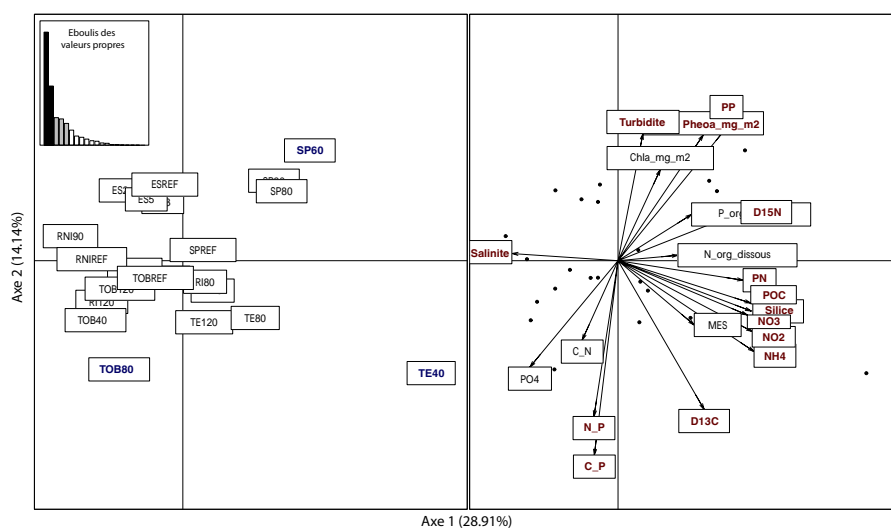 Eboulis des
valeurs propres
SP60
ESREF
ES5
SP80
RNI90
SPREF
RNIREF
TOBREF
RI80
RI120
TOB40
TE120
TE80
TOB80
TE40
PP
Turbidite
Pheoa_mg_m2
Chla_mg_m2
D15N
Salinite
N_org_dissous
PN
POC
Silice
NO3
MES
NO2
C_N
NH4
PO4
D13C
N_P
C_P
Axe 2 (14.14%)
Axe 1 (28.91%)